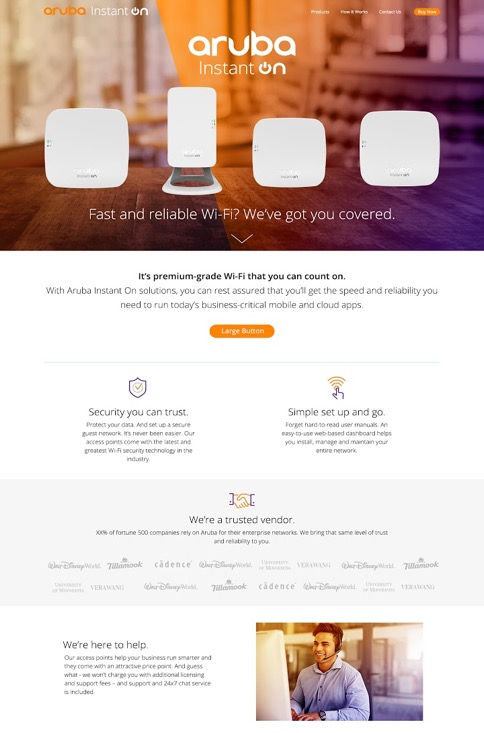 aruba Instant On
Products How It Works Contact Us Buy Now
aruba
Instant On
Fast and reliable Wi-Fi? We've got you covered.
It's premium-grade Wi-Fi that you can count on.
With Aruba Instant On solutions, you can rest assured that you'll get the speed and reliability you
need to run today's business-critical mobile and cloud apps.
Large Button
Security you can trust.
Protect your data. And set up a secure
guest network. It's never been easier. Our
access points come with the latest and
greatest Wi-Fi security technology in the
industry.
Simple set up and go.
Forget hard-to-read user manuals. An
easy-to-use web-based dashboard helps
you install, manage and maintain your
entire network.
We're a trusted vendor.
XX% of fortune 500 companies rely on Aruba for their enterprise networks. We bring that same level of trust
and reliability to you.
Walt Disney World. Tillamook cādence Walt Disney World. UNIVERSITY OF MINNESOTA VERAWANG Walt Disney World. Tillamook
UNIVERSITY OF MINNESOTA VERAWANG Walt Disney World. Tillamook cādence Walt Disney World. UNIVERSITY OF MINNESOTA VERAWANG
We're here to help.
Our access points help your business run smarter and
they come with an attractive price point. And guess
what - we won't charge you with additional licensing
and support fees – and support and 24x7 chat service
is included.